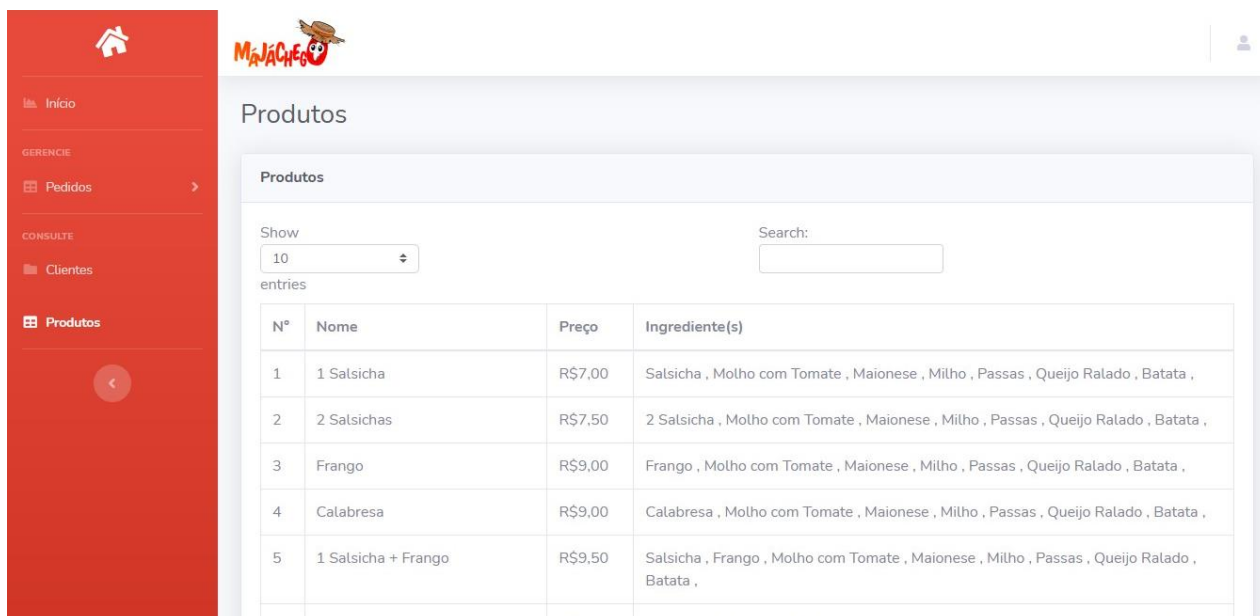 MáJáCHEGO
Início
Produtos
GERENCIE
Pedidos
Produtos
CONSULTE
Show
Search:
Clientes
10
entries
Produtos
N° Nome Preço Ingrediente(s)
1 1 Salsicha R$7,00 Salsicha , Molho com Tomate , Maionese , Milho , Passas , Queijo Ralado , Batata ,
2 2 Salsichas R$7,50 2 Salsicha , Molho com Tomate , Maionese , Milho , Passas , Queijo Ralado , Batata ,
3 Frango R$9,00 Frango , Molho com Tomate , Maionese , Milho , Passas , Queijo Ralado , Batata ,
4 Calabresa R$9,00 Calabresa , Molho com Tomate , Maionese , Milho , Passas , Queijo Ralado , Batata ,
5 1 Salsicha + Frango R$9,50 Salsicha , Frango , Molho com Tomate , Maionese , Milho , Passas , Queijo Ralado ,
Batata ,